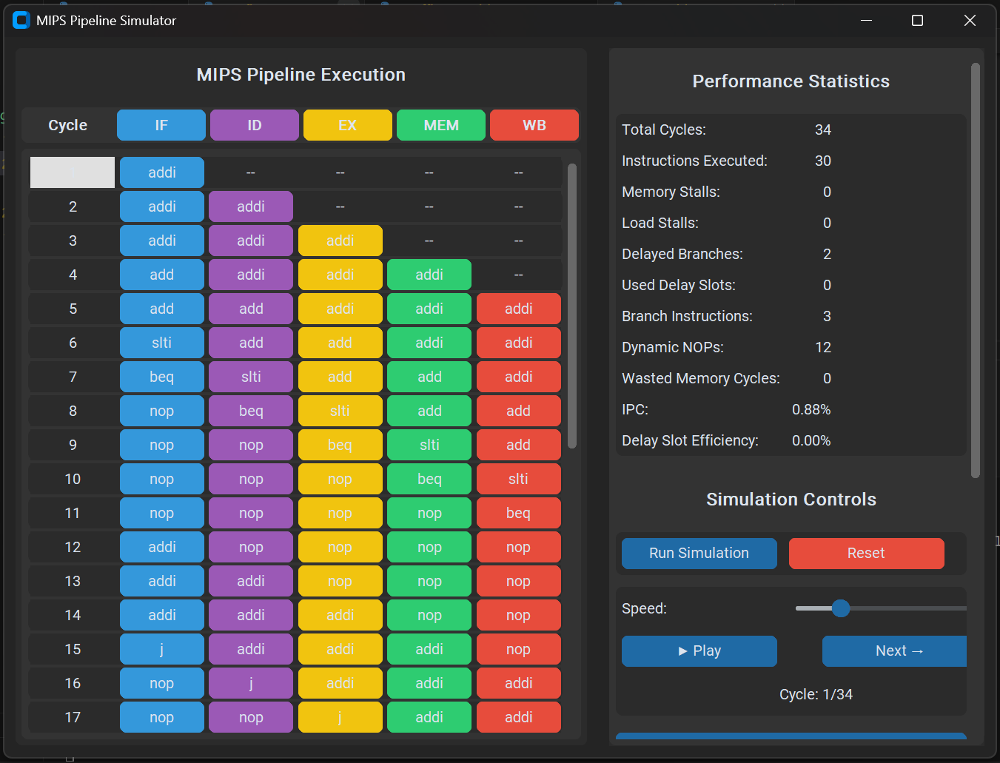 MIPS Pipeline Simulator
MIPS Pipeline Execution
Cycle IF ID EX MEM WB
addi -- -- -- --
2 addi addi -- -- --
3 addi addi addi -- --
4 add addi addi addi --
5 add add addi addi addi
6 slti add add addi addi
7 beq slti add add addi
8 nop beq slti add add
9 nop nop beq slti add
10 nop nop nop beq slti
11 nop nop nop nop beq
12 addi nop nop nop nop
13 addi addi nop nop nop
14 addi addi addi nop nop
15 j addi addi addi nop
16 nop j addi addi addi
17 nop nop j addi addi
Performance Statistics
Total Cycles: 34
Instructions Executed: 30
Memory Stalls: 0
Load Stalls: 0
Delayed Branches: 2
Used Delay Slots: 0
Branch Instructions: 3
Dynamic NOPs: 12
Wasted Memory Cycles: 0
IPC: 0.88%
Delay Slot Efficiency: 0.00%
Simulation Controls
Run Simulation Reset
Speed:
► Play Next →
Cycle: 1/34